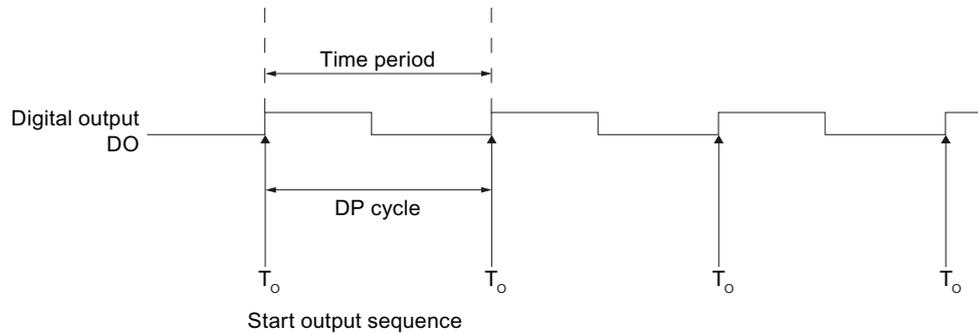 Time period
Digital output
DO
DP cycle
To To To To
Start output sequence